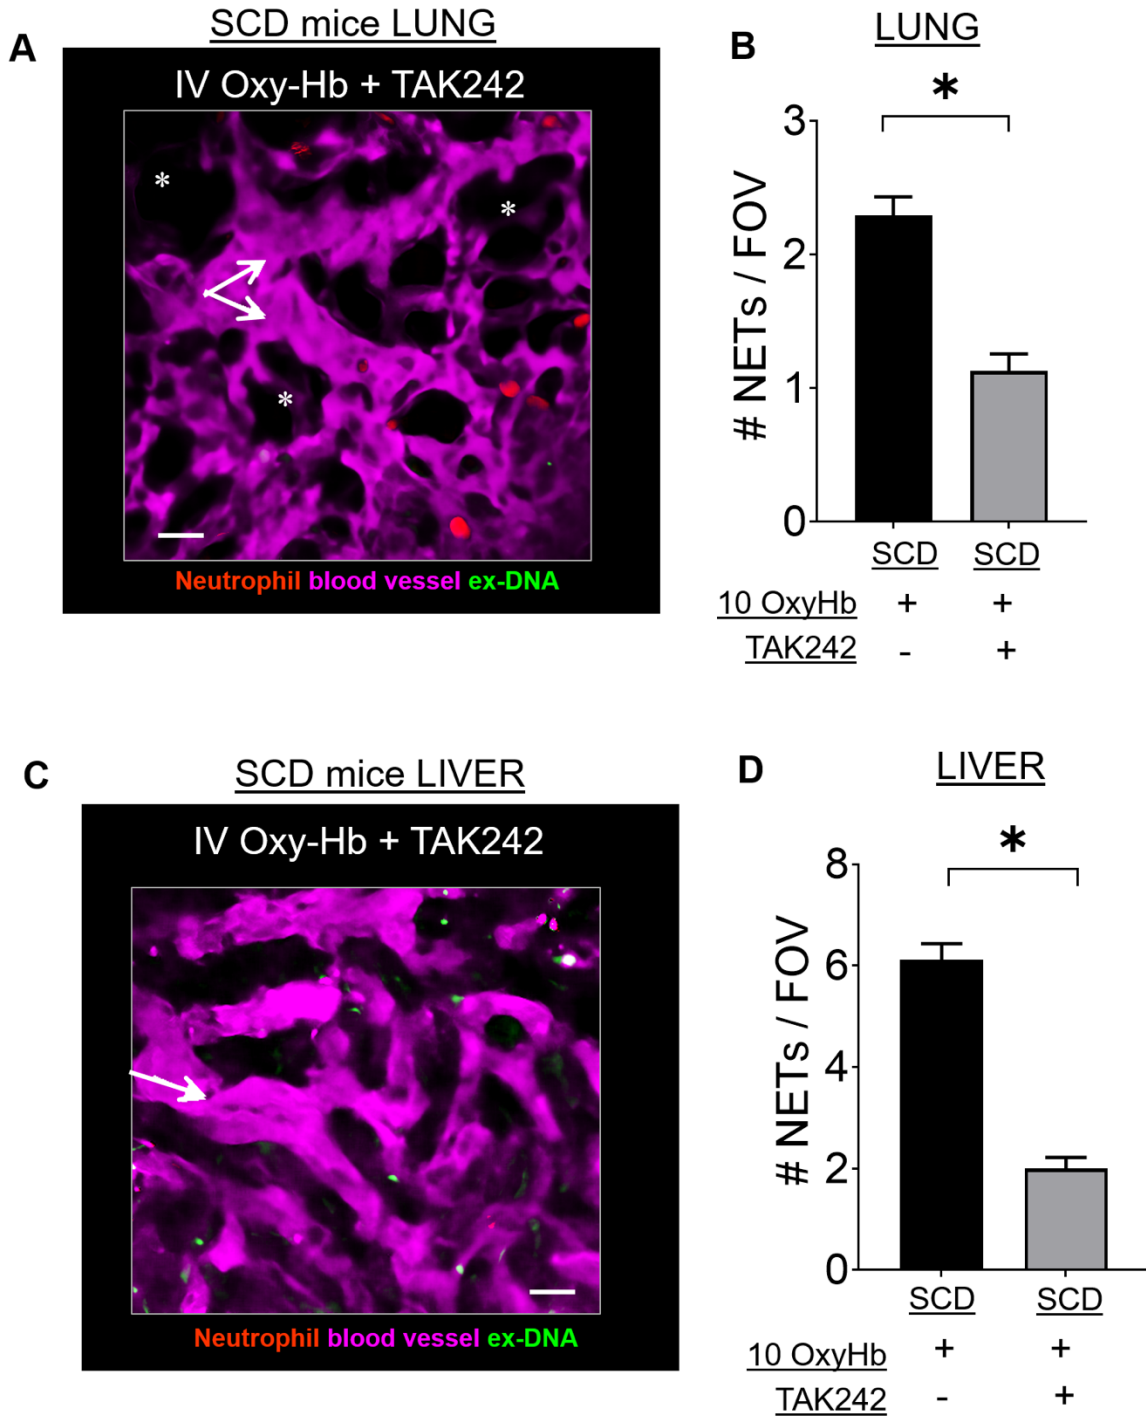 A
SCD mice LUNG
IV Oxy-Hb + TAK242
*
*
*
Neutrophil blood vessel ex-DNA
B
LUNG
*
# NETs / FOV
3
2
1
0
SCD SCD
10 OxyHb + +
TAK242 - +
C
SCD mice LIVER
IV Oxy-Hb + TAK242
Neutrophil blood vessel ex-DNA
D
LIVER
*
# NETs / FOV
8
6
4
2
0
SCD SCD
10 OxyHb + +
TAK242 - +